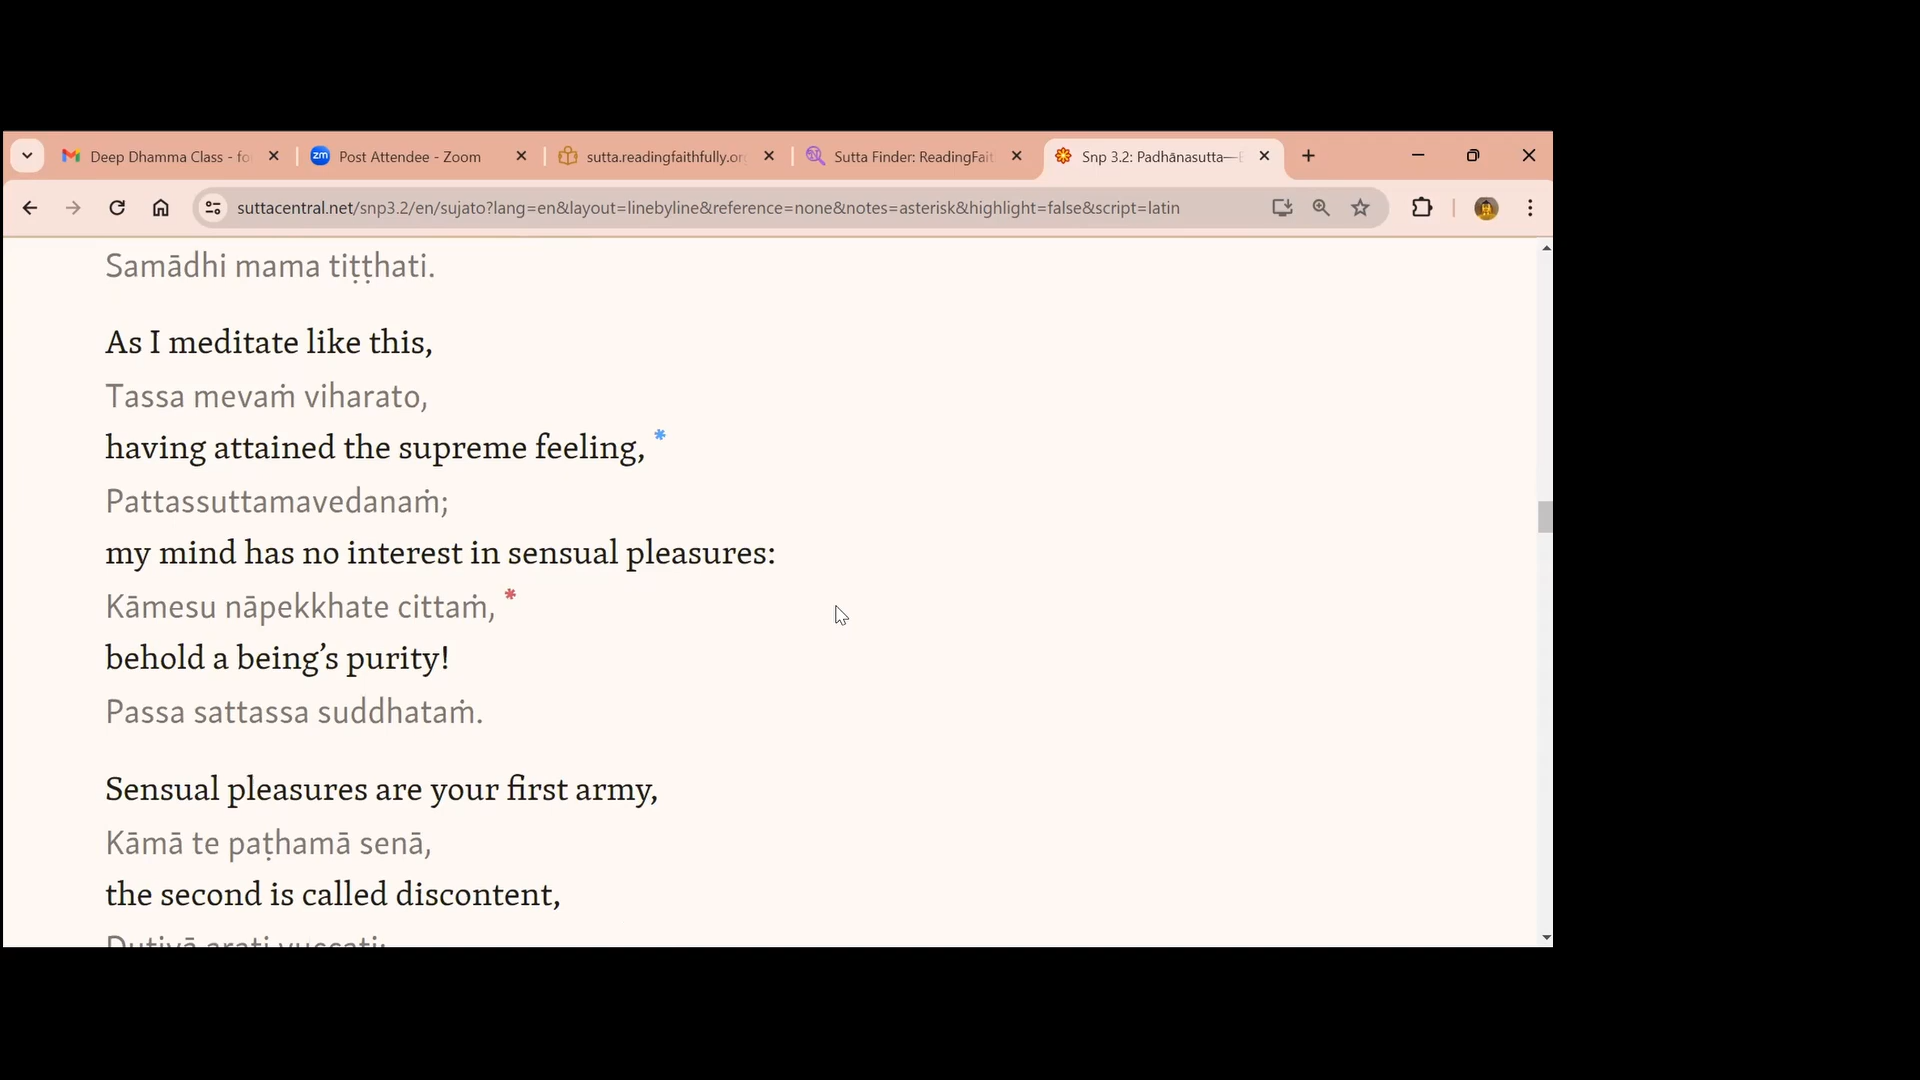 Deep Dhamma Class - fo
Post Attendee - Zoom
sutta.readingfaithfully.or
Sutta Finder: ReadingFait
Snp 3.2: Padhānasutta—E
suttacentral.net/snp3.2/en/sujato?lang=en&layout=linebyline&reference=none&notes=asterisk&highlight=false&script=latin
Samādhi mama tiṭṭhati.
As I meditate like this,
Tassa mevaṁ viharato,
having attained the supreme feeling, *
Pattassuttamavedanaṁ;
my mind has no interest in sensual pleasures:
Kāmesu nāpekkhate cittaṁ, *
behold a being’s purity!
Passa sattassa suddhataṁ.
Sensual pleasures are your first army,
Kāmā te paṭhamā senā,
the second is called discontent,
Dutiyā arati vuccati;